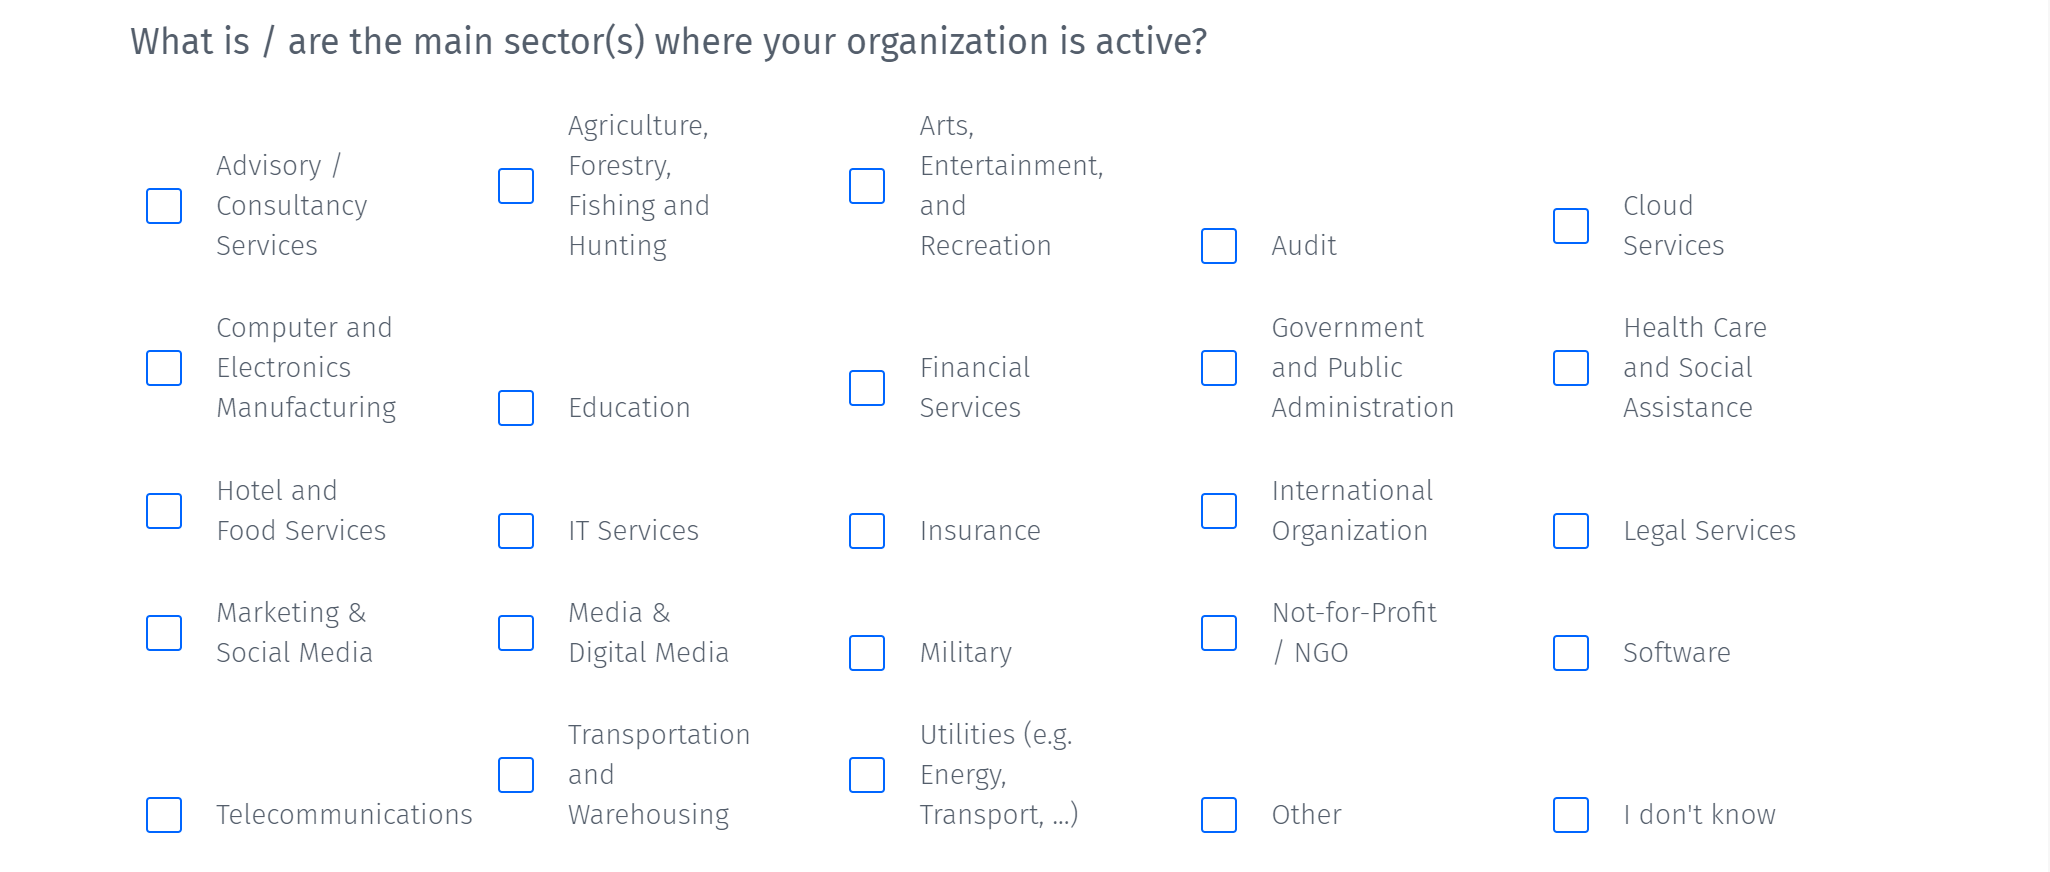 What is / are the main sector(s) where your organization is active?
Advisory /
Consultancy
Services
Agriculture,
Forestry,
Fishing and
Hunting
Arts,
Entertainment,
and
Recreation
Audit
Cloud
Services
Computer and
Electronics
Manufacturing
Education
Financial
Services
Government
and Public
Administration
Health Care
and Social
Assistance
Hotel and
Food Services
IT Services
Insurance
International
Organization
Legal Services
Marketing &
Social Media
Media &
Digital Media
Military
Not-for-Profit
/ NGO
Software
Telecommunications
Transportation
and
Warehousing
Utilities (e.g.
Energy,
Transport, ...)
Other
I don't know